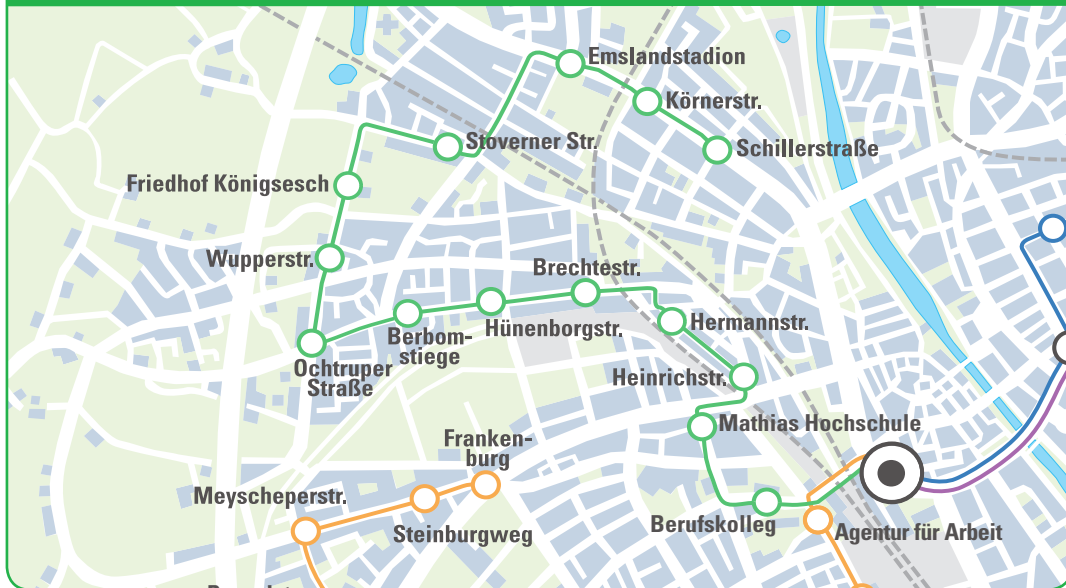 Emslandstadion
Körnerstr.
Stoverner Str.
Schillerstraße
Friedhof Königsesch
Wupperstr.
Brechtestr.
Hünenborgstr.
Berbom-
stiege
Hermannstr.
Ochtruper
Straße
Heinrichstr.
Mathias Hochschule
Franken-
burg
Meyscheperstr.
Steinburgweg
Berufskolleg
Agentur für Arbeit